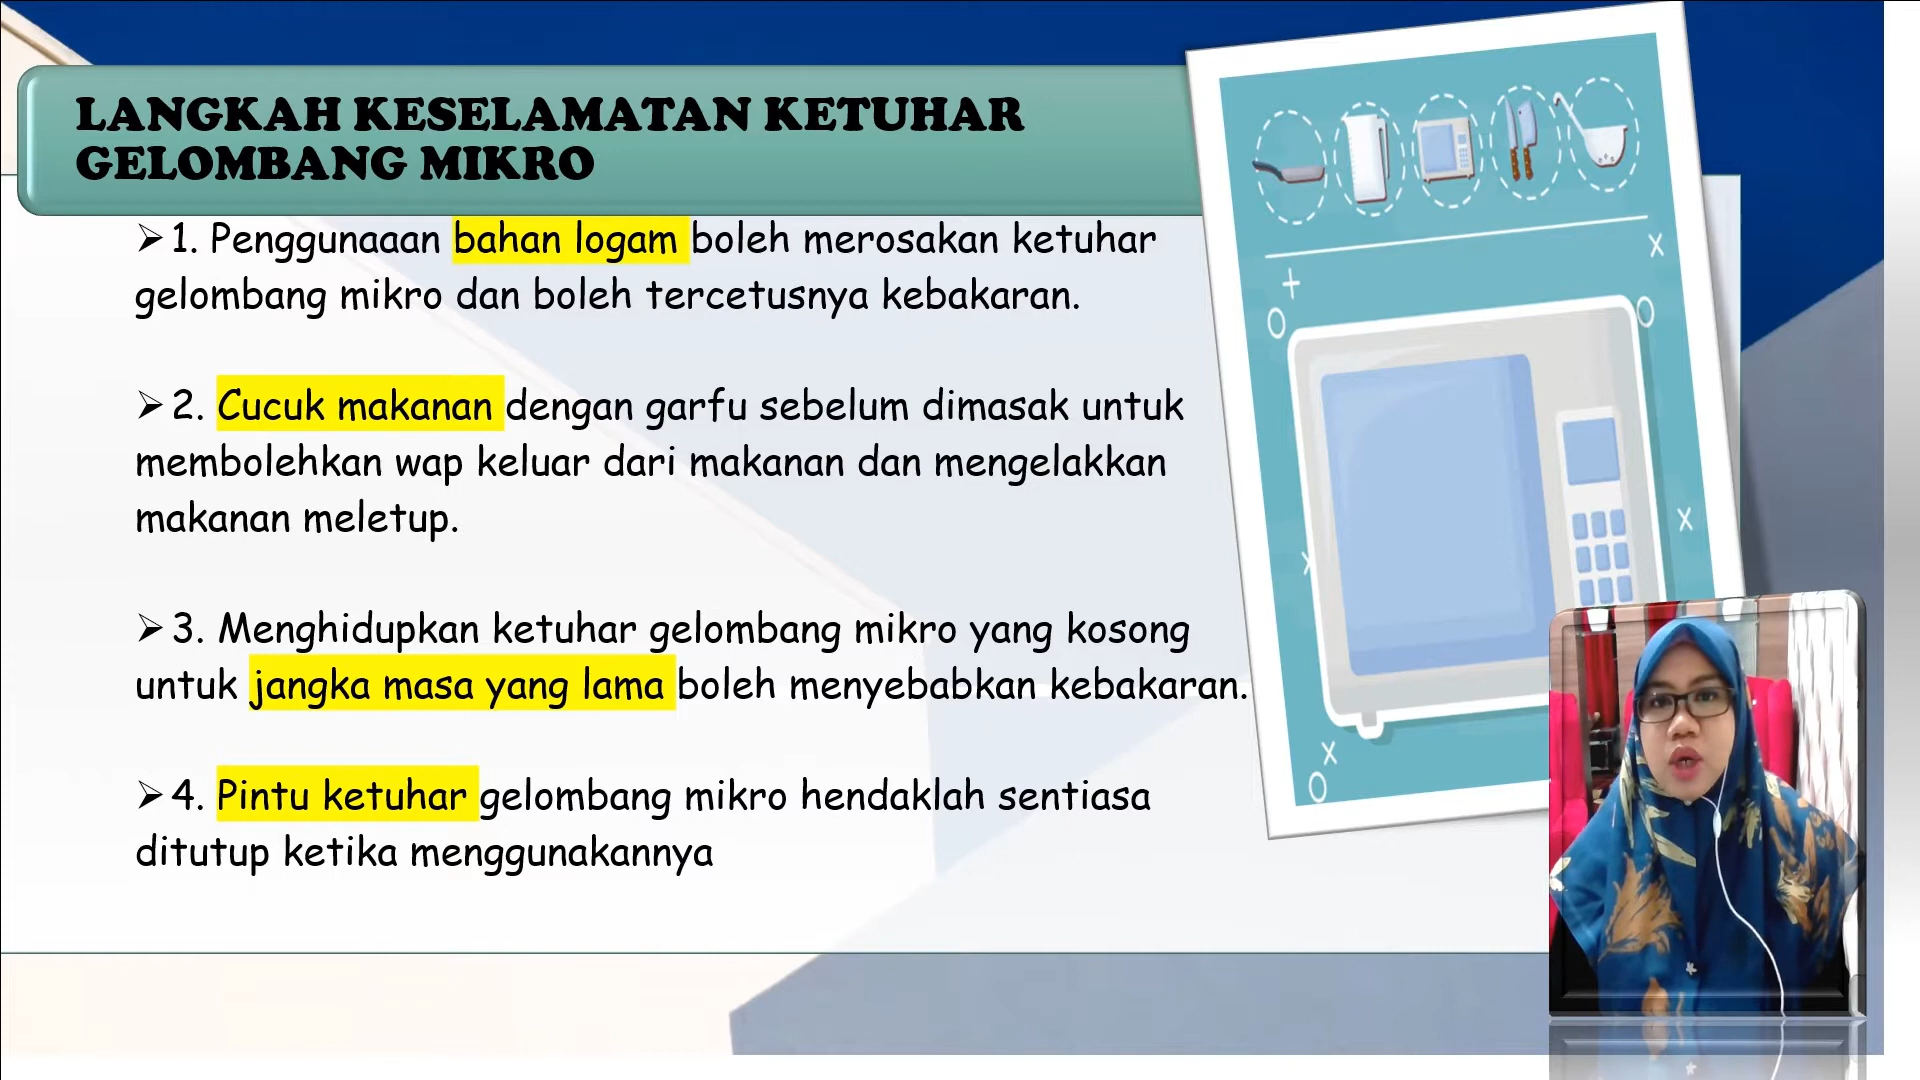 LANGKAH KESELAMATAN KETUHAR
GELOMBANG MIKRO
➢1. Penggunaaan bahan logam boleh merosakan ketuhar
gelombang mikro dan boleh tercetusnya kebakaran.
➢2. Cucuk makanan dengan garfu sebelum dimasak untuk
membolehkan wap keluar dari makanan dan mengelakkan
makanan meletup.
➢3. Menghidupkan ketuhar gelombang mikro yang kosong
untuk jangka masa yang lama boleh menyebabkan kebakaran.
➢4. Pintu ketuhar gelombang mikro hendaklah sentiasa
ditutup ketika menggunakannya